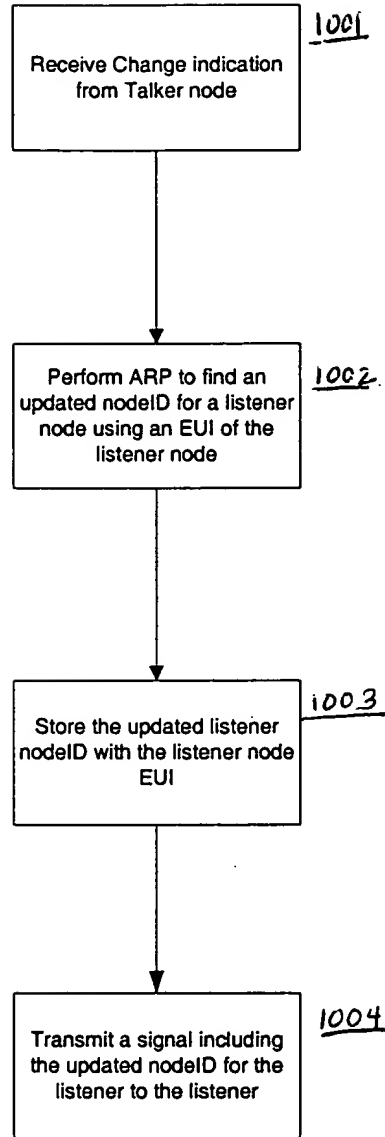 Receive Change indication
from Talker node
1001
Perform ARP to find an
updated nodeID for a listener
node using an EUI of the
listener node
1002
Store the updated listener
nodeID with the listener node
EUI
1003
Transmit a signal including
the updated nodeID for the
listener to the listener
1004